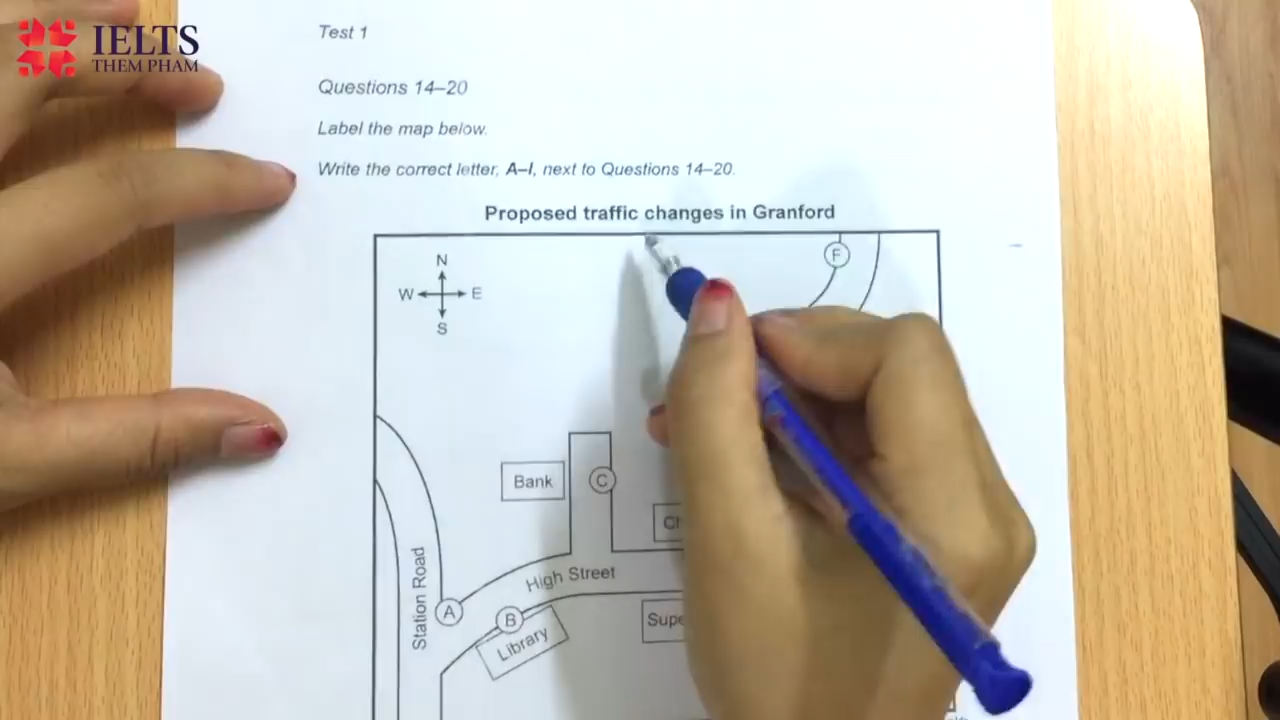 IELTS
THEM PHAM
Test 1
Questions 14–20
Label the map below.
Write the correct letter, A–I, next to Questions 14–20.
Proposed traffic changes in Granford
F
N
W E
S
Bank
C
High Street
Station Road
A
B
Library